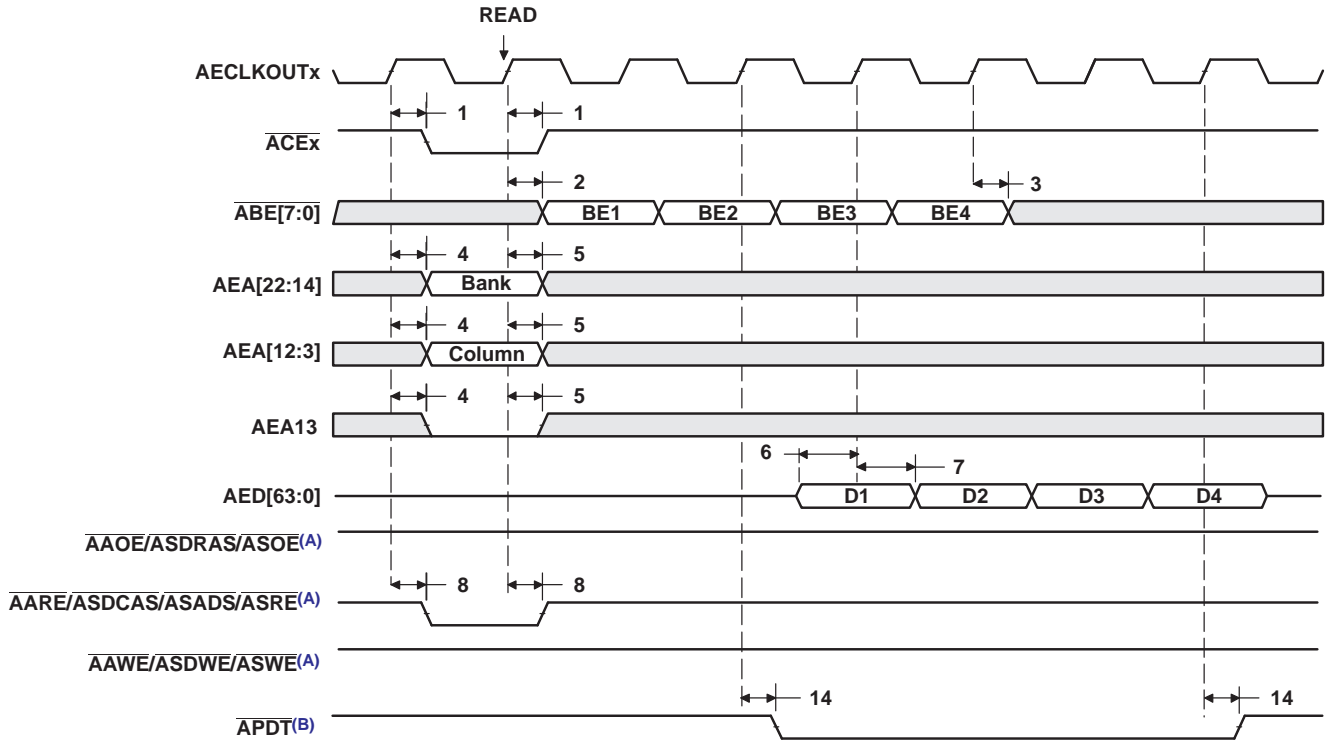 READ
AECLKOUTx
1 1
ACEx
2 3
ABE[7:0] BE1 BE2 BE3 BE4
4 5
AEA[22:14] Bank
4 5
AEA[12:3] Column
4 5
AEA13
6 7
AED[63:0] D1 D2 D3 D4
AAOE/ASDRAS/ASOE(A)
8 8
AARE/ASDCAS/ASADS/ASRE(A)
AAWE/ASDWE/ASWE(A)
14 14
APDT(B)